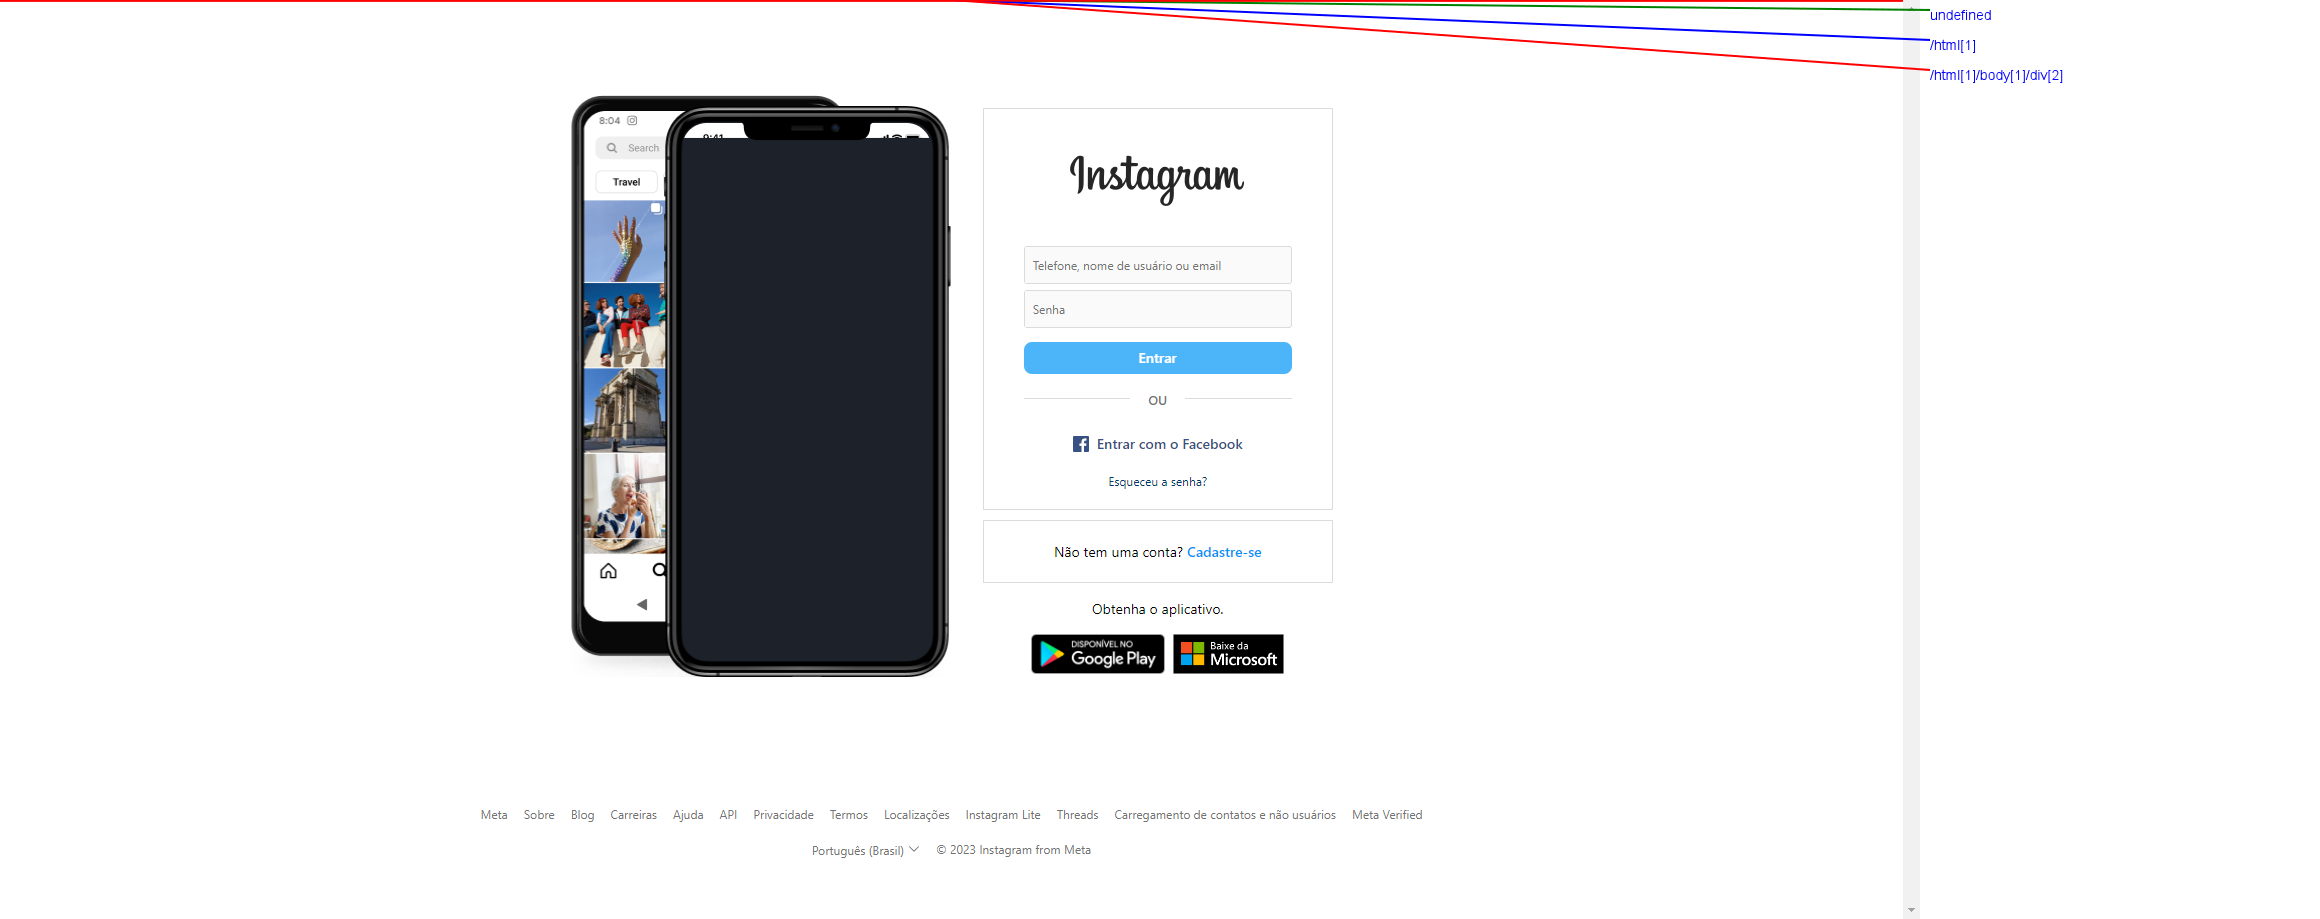 undefined
/html[1]
/html[1]/body[1]/div[2]
8:04
Search
Travel
9:41
Instagram
Telefone, nome de usuário ou email
Senha
Entrar
OU
Entrar com o Facebook
Esqueceu a senha?
Não tem uma conta? Cadastre-se
Obtenha o aplicativo.
DISPONÍVEL NO
Google Play
Baixe da
Microsoft
Meta Sobre Blog Carreiras Ajuda API Privacidade Termos Localizações Instagram Lite Threads Carregamento de contatos e não usuários Meta Verified
Português (Brasil) © 2023 Instagram from Meta